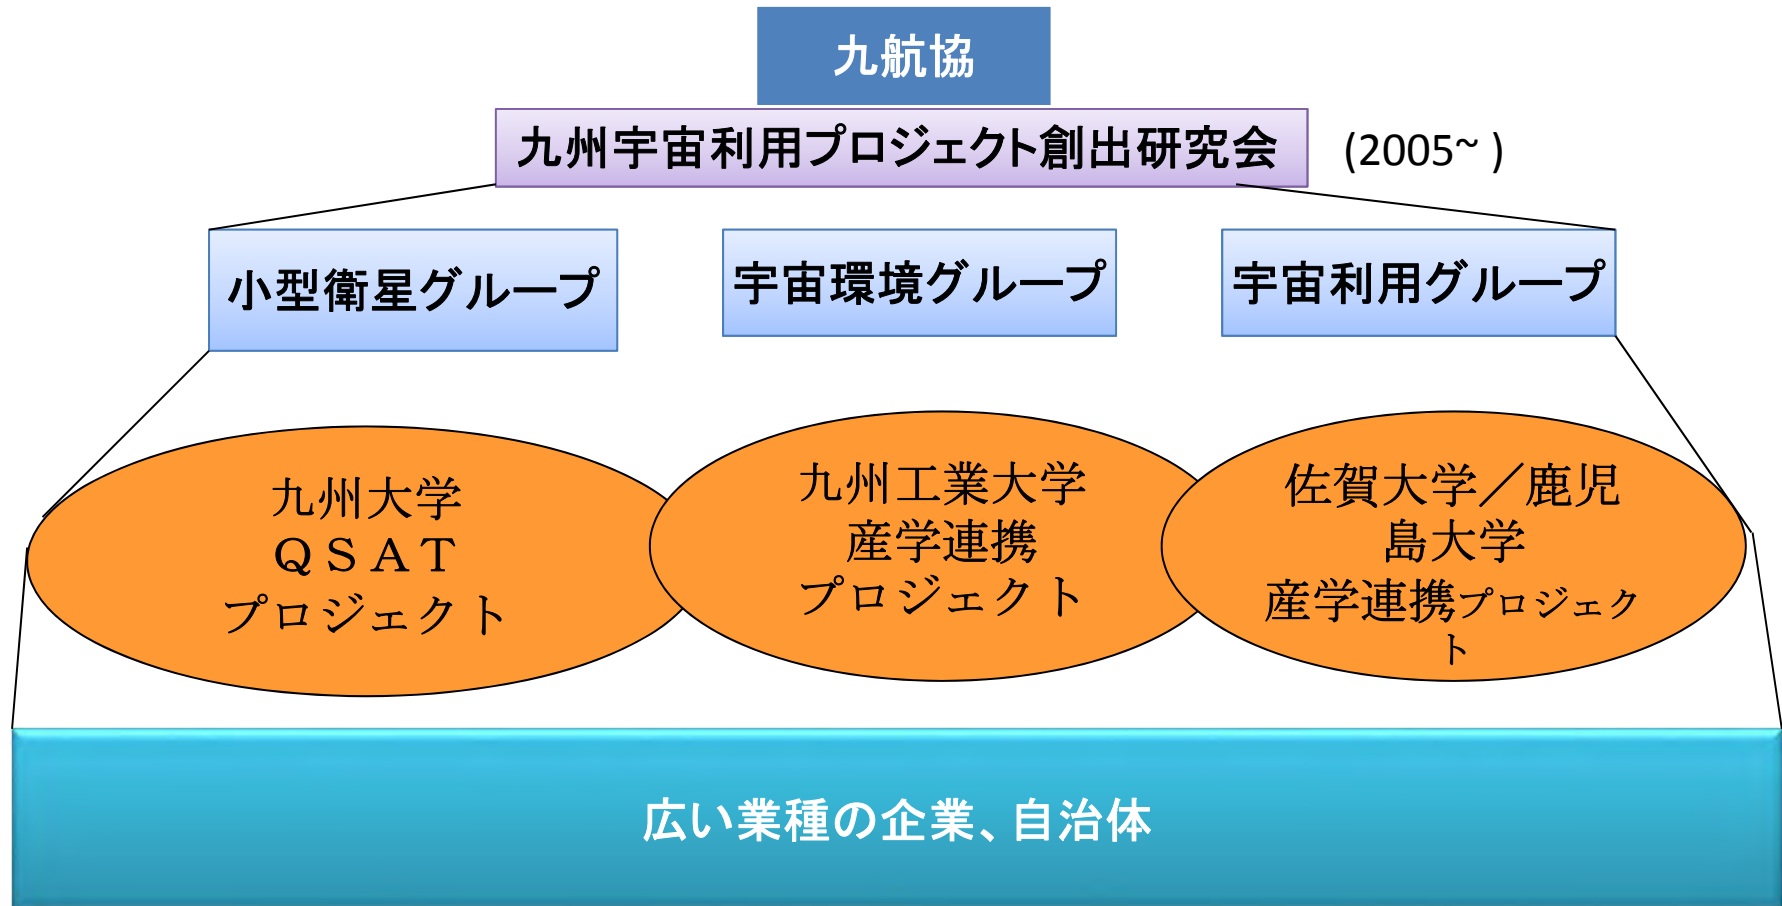 九航協
九州宇宙利用プロジェクト創出研究会
(2005~ )
小型衛星グループ
宇宙環境グループ
宇宙利用グループ
九州大学
ＱＳＡＴ
プロジェクト
九州工業大学
産学連携
プロジェクト
佐賀大学／鹿児
島大学
産学連携プロジェク
ト
広い業種の企業、自治体